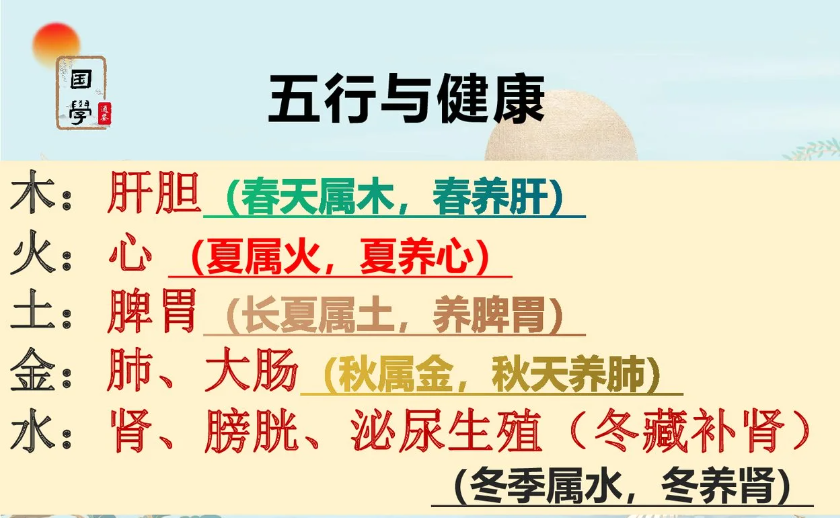 国學
五行与健康
木：肝胆（春天属木，春养肝）
火：心（夏属火，夏养心）
土：脾胃（长夏属土，养脾胃）
金：肺、大肠（秋属金，秋天养肺）
水：肾、膀胱、泌尿生殖（冬藏补肾）
（冬季属水，冬养肾）